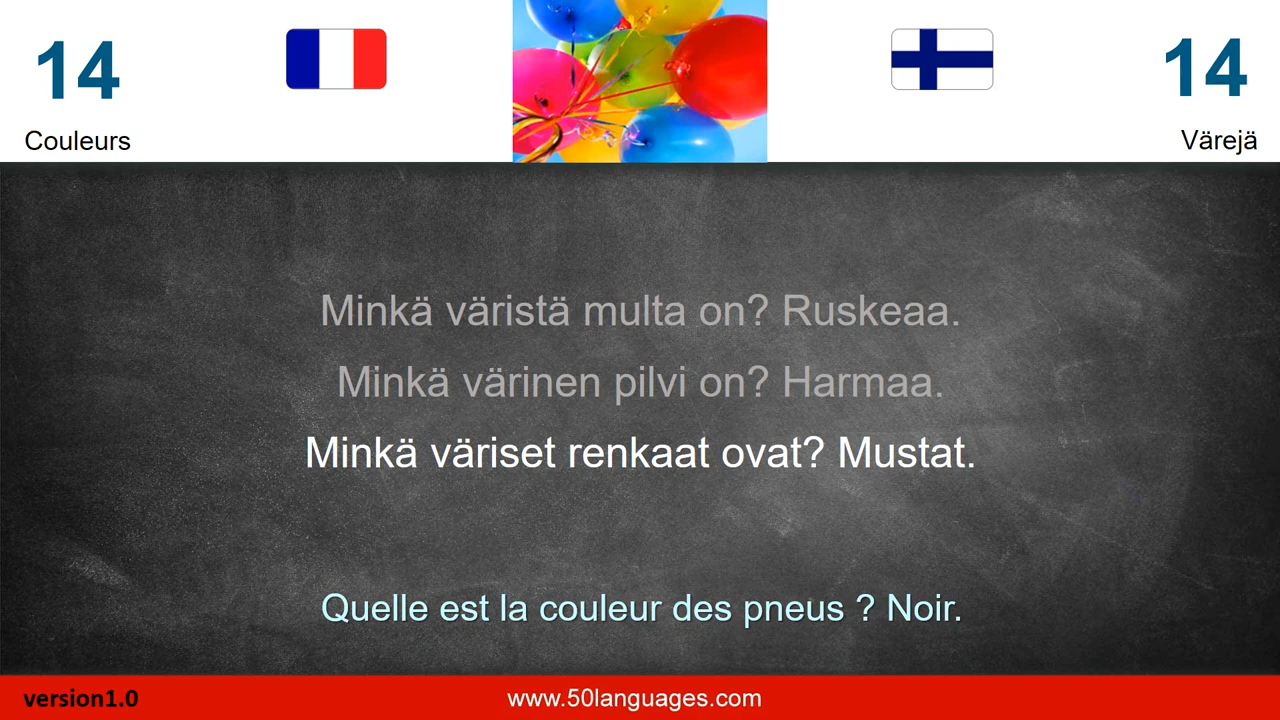 14
Couleurs
14
Värejä
Minkä väristä multa on? Ruskeaa.
Minkä värinen pilvi on? Harmaa.
Minkä väriset renkaat ovat? Mustat.
Quelle est la couleur des pneus ? Noir.
version1.0
www.50languages.com